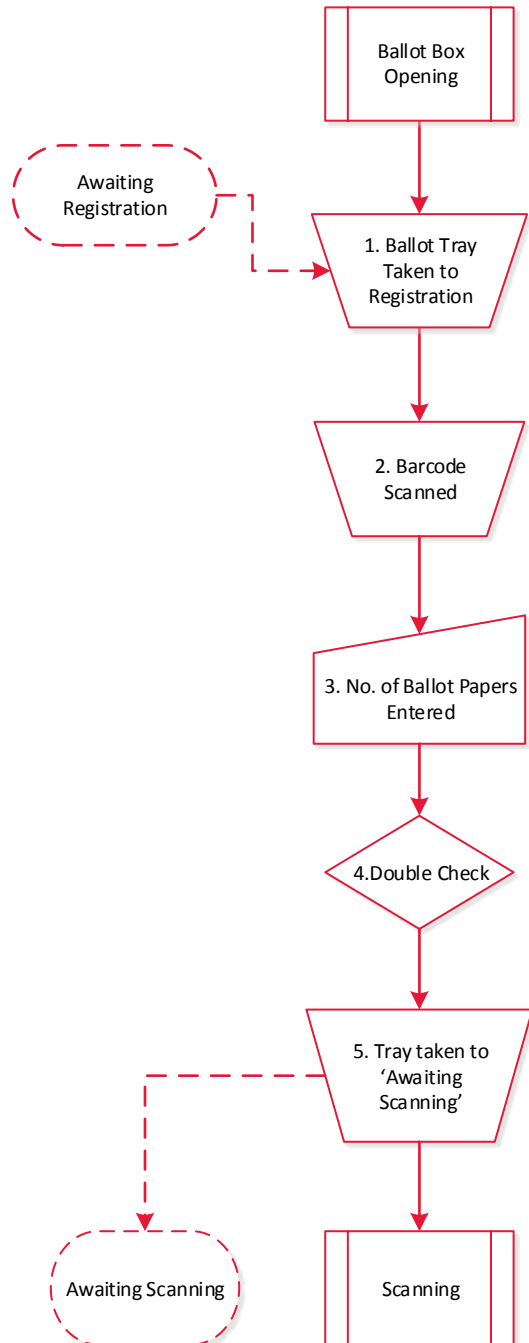 Ballot Box
Opening
Awaiting
Registration
1. Ballot Tray
Taken to
Registration
2. Barcode
Scanned
3. No. of Ballot Papers
Entered
4.Double Check
5. Tray taken to
‘Awaiting
Scanning’
Awaiting Scanning
Scanning